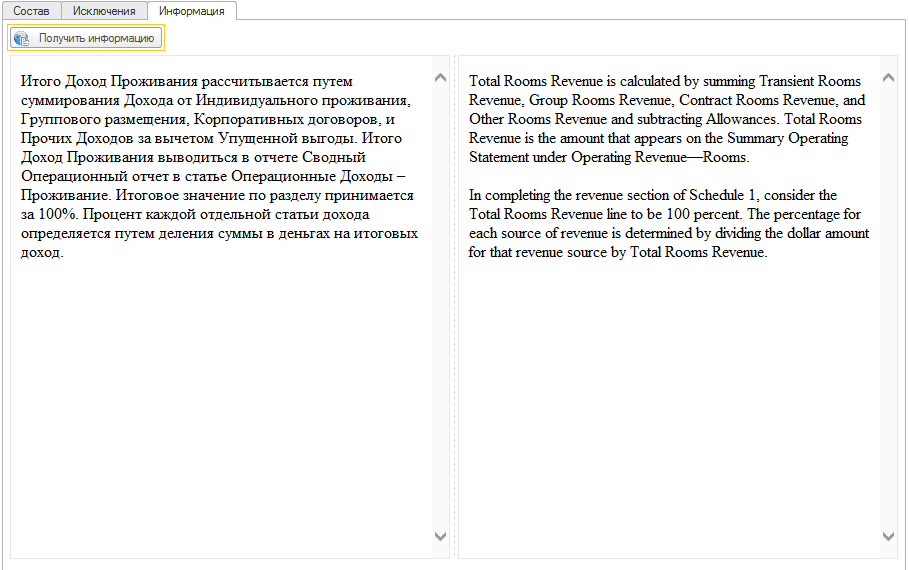 Состав Исключения Информация
Получить информацию
Итого Доход Проживания рассчитывается путем
суммирования Дохода от Индивидуального проживания,
Группового размещения, Корпоративных договоров, и
Прочих Доходов за вычетом Упущенной выгоды. Итого
Доход Проживания выводиться в отчете Сводный
Операционный отчет в статье Операционные Доходы –
Проживание. Итоговое значение по разделу принимается
за 100%. Процент каждой отдельной статьи дохода
определяется путем деления суммы в деньгах на итоговых
доход.
Total Rooms Revenue is calculated by summing Transient Rooms
Revenue, Group Rooms Revenue, Contract Rooms Revenue, and
Other Rooms Revenue and subtracting Allowances. Total Rooms
Revenue is the amount that appears on the Summary Operating
Statement under Operating Revenue—Rooms.
In completing the revenue section of Schedule 1, consider the
Total Rooms Revenue line to be 100 percent. The percentage for
each source of revenue is determined by dividing the dollar amount
for that revenue source by Total Rooms Revenue.